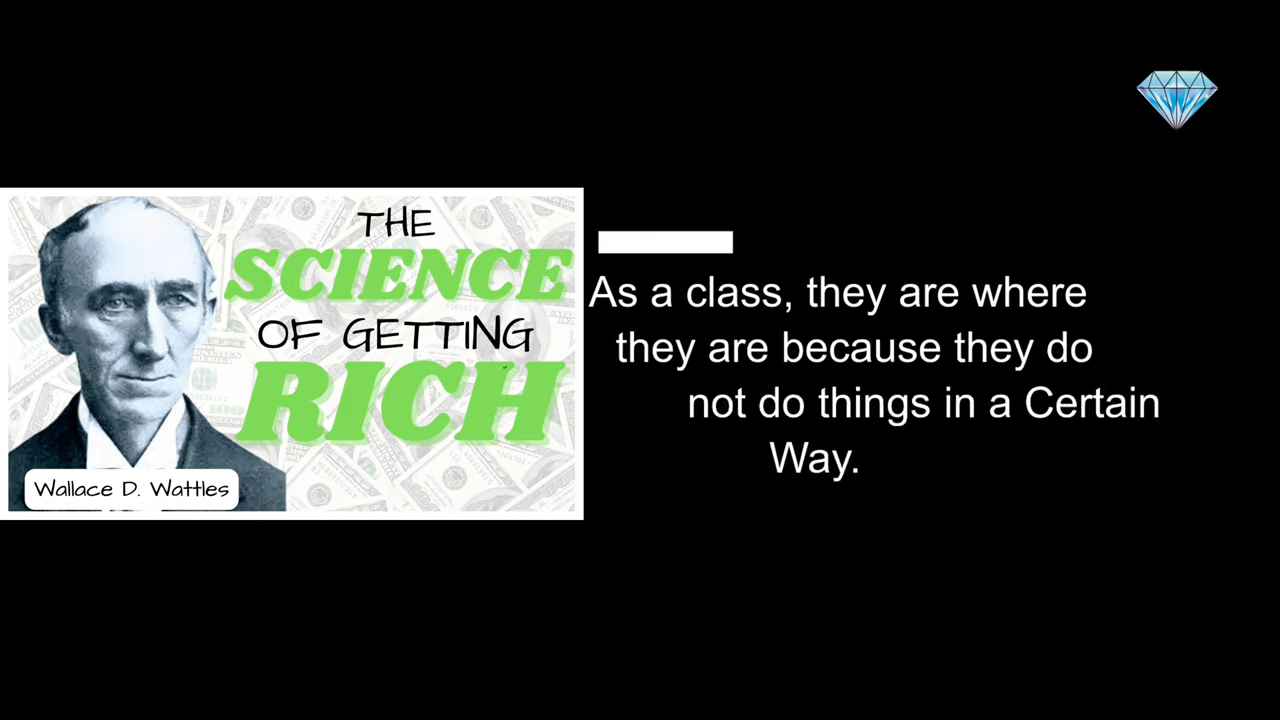 THE
SCIENCE
OF GETTING
RICH
Wallace D. Wattles
As a class, they are where
they are because they do
not do things in a Certain
Way.